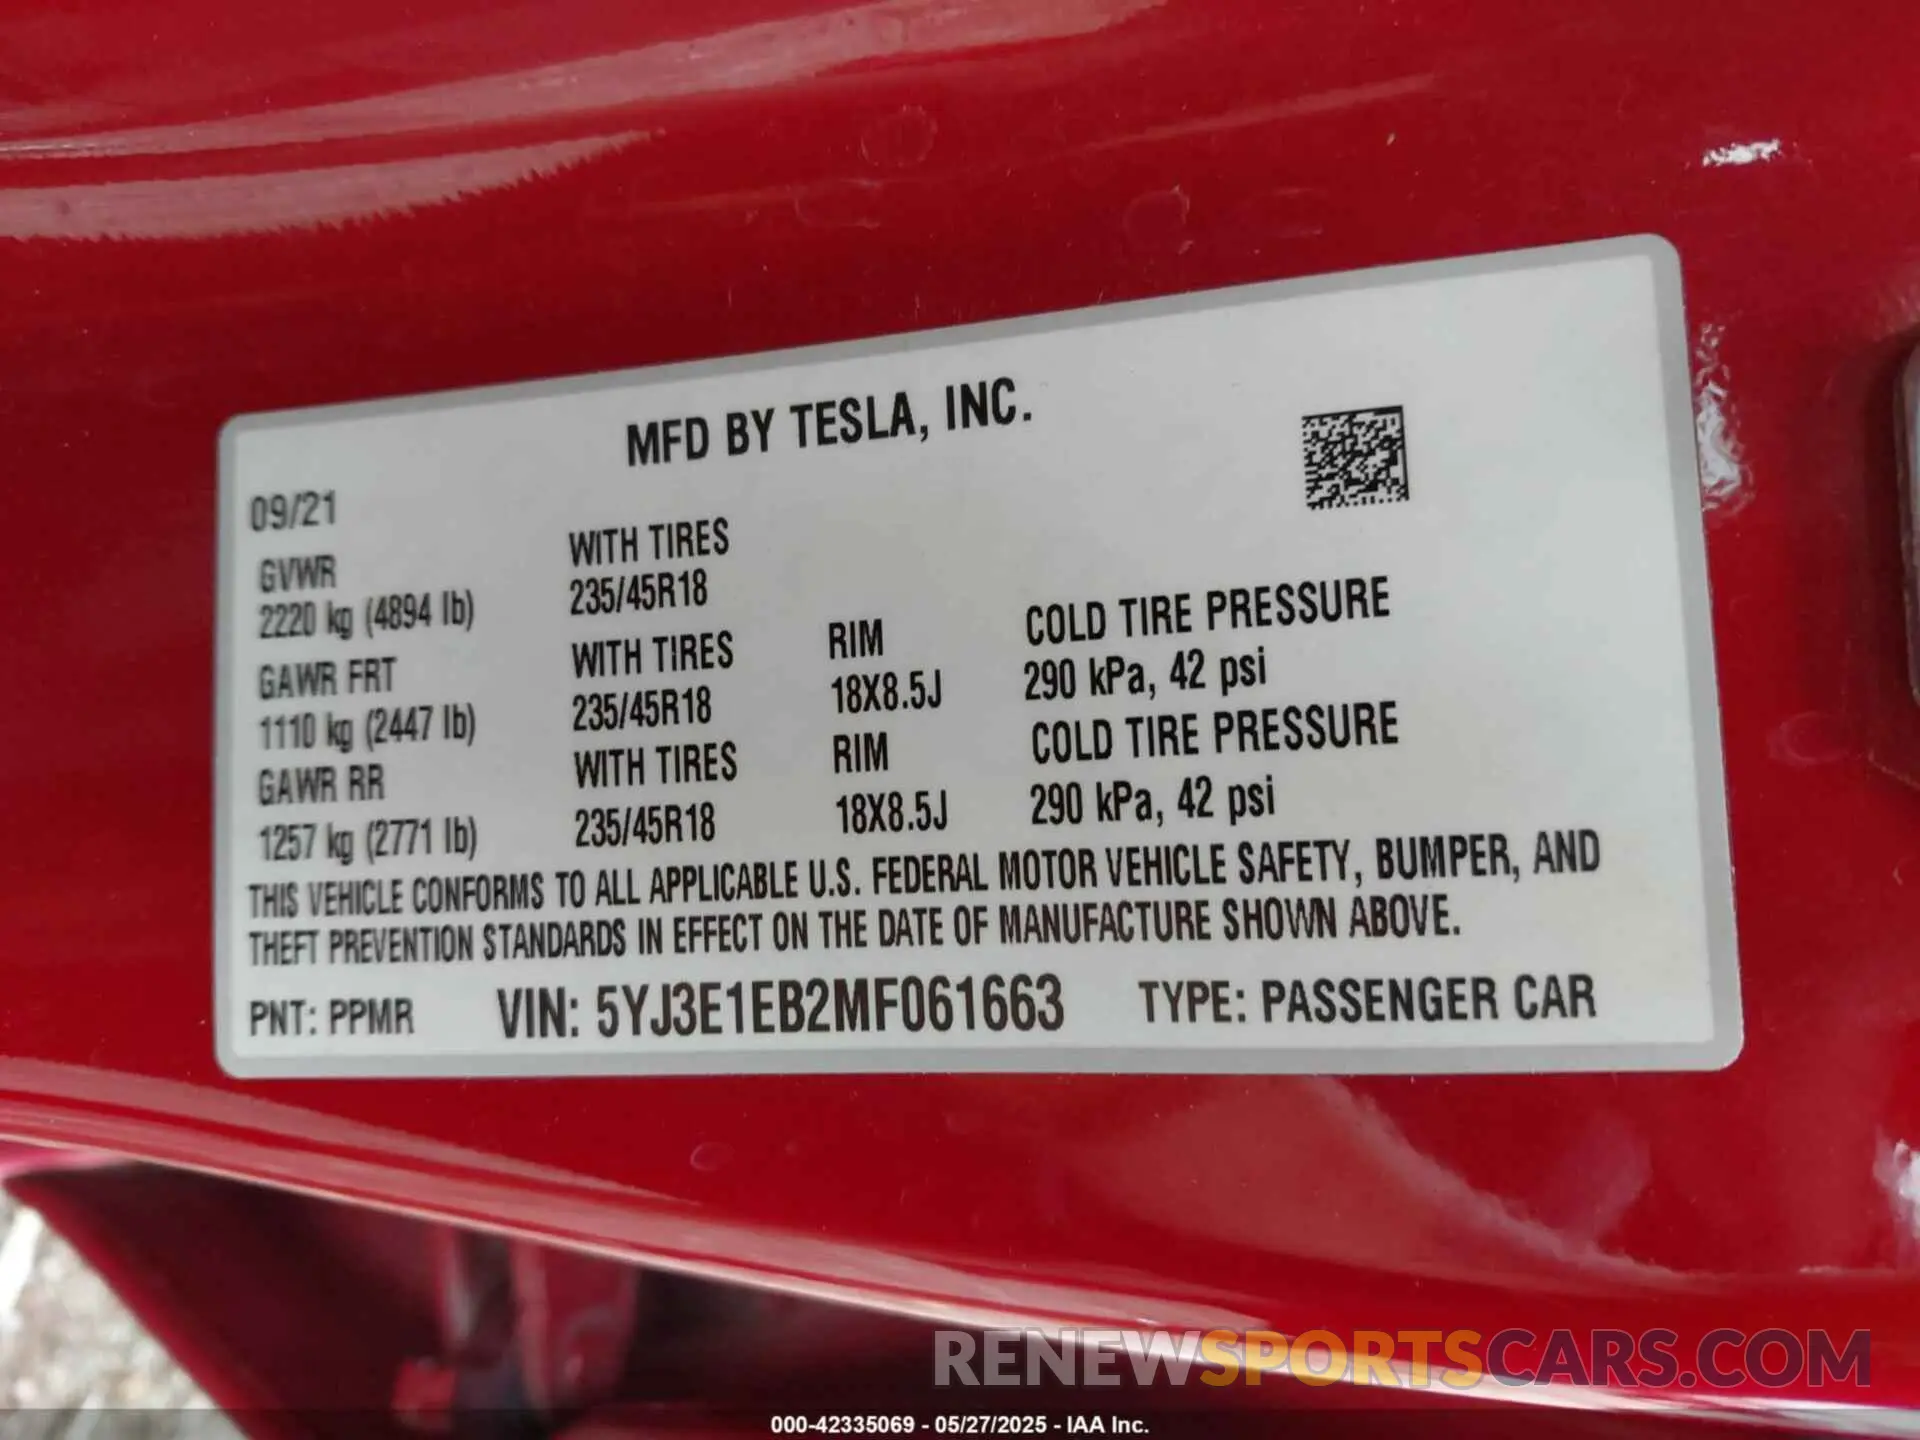 MFD BY TESLA, INC.
09/21
GVWR WITH TIRES
2220 kg (4894 lb) 235/45R18
GAWR FRT WITH TIRES RIM COLD TIRE PRESSURE
1110 kg (2447 lb) 235/45R18 18X8.5J 290 kPa, 42 psi
GAWR RR WITH TIRES RIM COLD TIRE PRESSURE
1257 kg (2771 lb) 235/45R18 18X8.5J 290 kPa, 42 psi
THIS VEHICLE CONFORMS TO ALL APPLICABLE U.S. FEDERAL MOTOR VEHICLE SAFETY, BUMPER, AND
THEFT PREVENTION STANDARDS IN EFFECT ON THE DATE OF MANUFACTURE SHOWN ABOVE.
PNT: PPMR VIN: 5YJ3E1EB2MF061663 TYPE: PASSENGER CAR
RENEWSPORTSCARS.COM
000-42335069 - 05/27/2025 - IAA Inc.